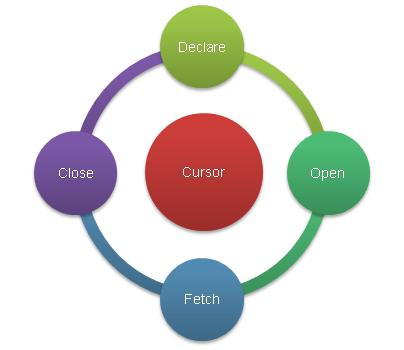 Declare
Close
Cursor
Open
Fetch